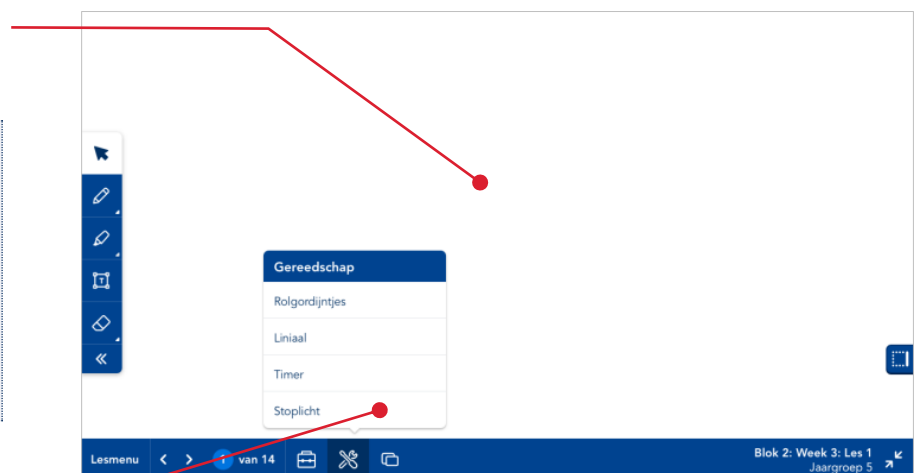 Gereedschap
Rolgordijntjes
Liniaal
Timer
Stoplicht
Lesmenu 1 van 14
Blok 2: Week 3: Les 1
Jaargroep 5